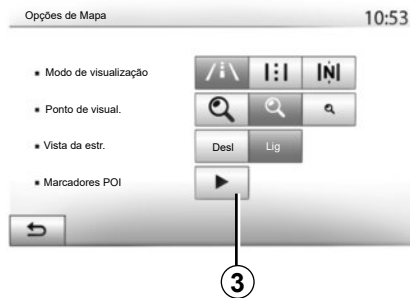 Opções de Mapa 10:53
Modo de visualização |N|
Ponto de visual.
Vista da estr. Desl Lig
Marcadores POI
3